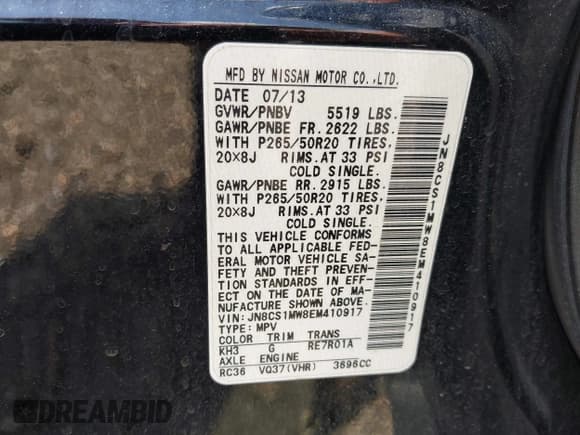 MFD BY NISSAN MOTOR CO.,LTD.
DATE 07/13
GVWR/PNBV 5519 LBS.
GAWR/PNBE FR. 2622 LBS.
WITH P265/50R20 TIRES,
20X8J RIMS.AT 33 PSI
COLD SINGLE.
GAWR/PNBE RR. 2915 LBS.
WITH P265/50R20 TIRES,
20X8J RIMS.AT 33 PSI
COLD SINGLE.
THIS VEHICLE CONFORMS
TO ALL APPLICABLE FED-
ERAL MOTOR VEHICLE SA-
FETY AND THEFT PREVEN-
TION STANDARDS IN EFF-
ECT ON THE DATE OF MA-
NUFACTURE SHOWN ABOVE.
VIN:JN8CS1MW8EM410917
TYPE:MPV
COLOR TRIM TRANS
KH3 G RE7R01A
AXLE ENGINE
RC36 VQ37(VHR) 3696CC
JN8CS1MW8EM410917
DREAMBID